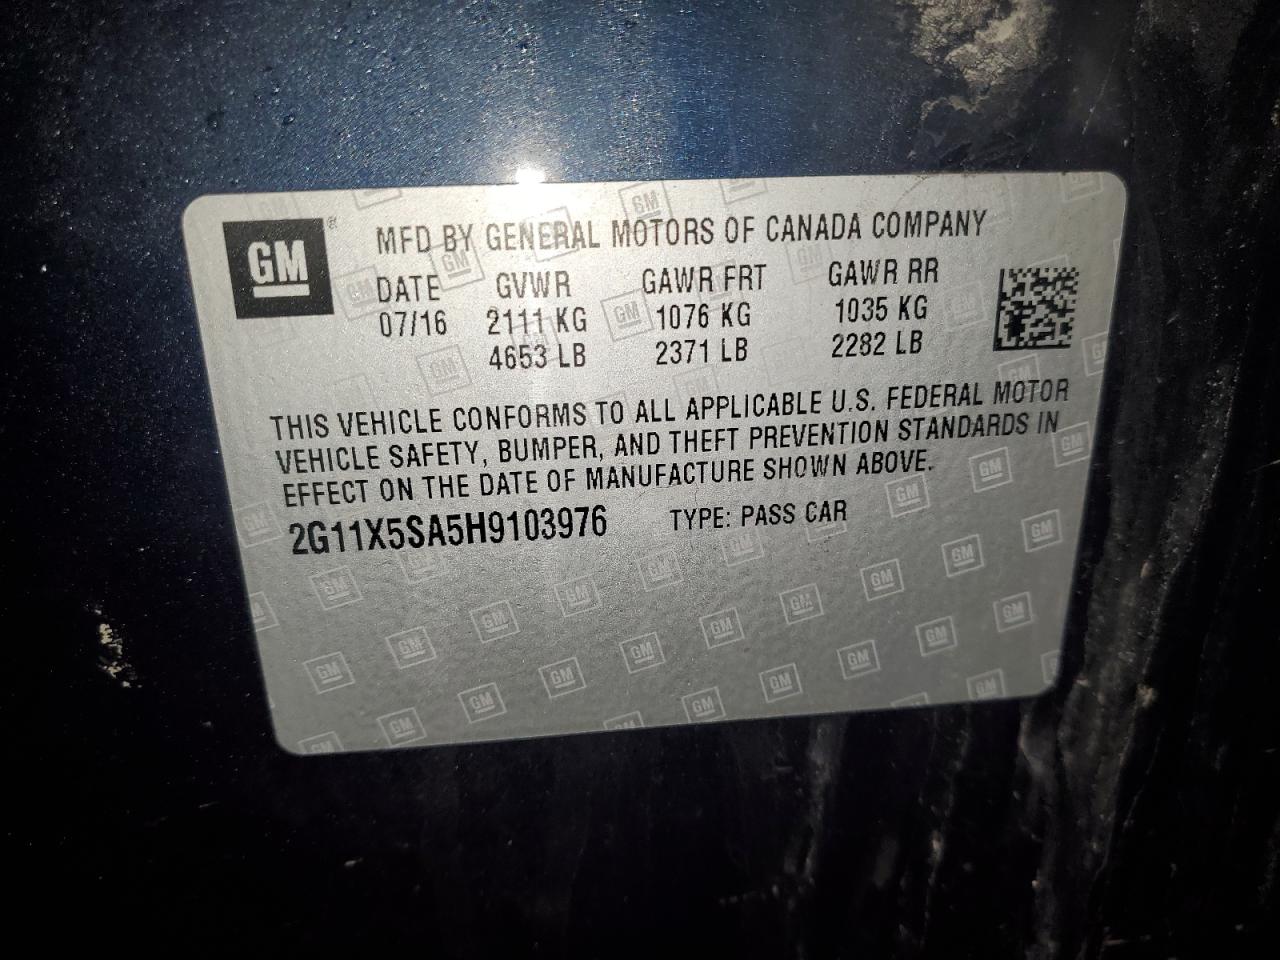 GM ® MFD BY GENERAL MOTORS OF CANADA COMPANY
DATE GVWR GAWR FRT GAWR RR
07/16 2111 KG 1076 KG 1035 KG
4653 LB 2371 LB 2282 LB
THIS VEHICLE CONFORMS TO ALL APPLICABLE U.S. FEDERAL MOTOR
VEHICLE SAFETY, BUMPER, AND THEFT PREVENTION STANDARDS IN
EFFECT ON THE DATE OF MANUFACTURE SHOWN ABOVE.
2G11X5SA5H9103976 TYPE: PASS CAR